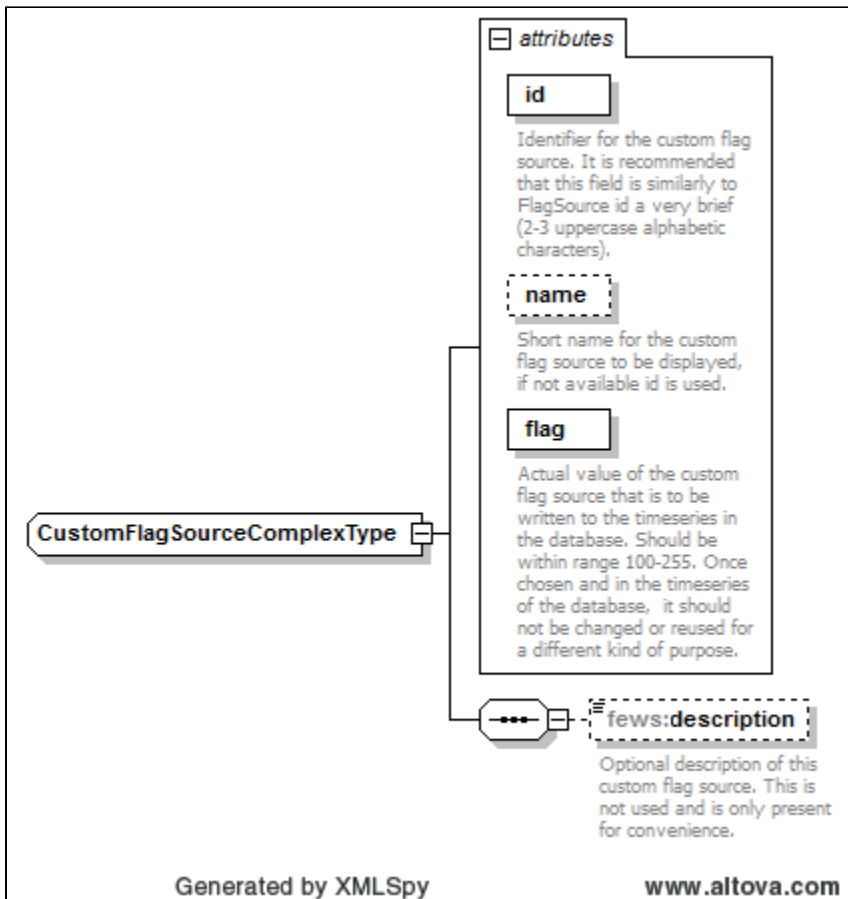 attributes
id
Identifier for the custom flag
source. It is recommended
that this field is similarly to
FlagSource id a very brief
(2-3 uppercase alphabetic
characters).
name
Short name for the custom
flag source to be displayed,
if not available id is used.
flag
Actual value of the custom
flag source that is to be
written to the timeseries in
the database. Should be
within range 100-255. Once
chosen and in the timeseries
of the database,  it should
not be changed or reused for
a different kind of purpose.
CustomFlagSourceComplexType
fews:description
Optional description of this
custom flag source. This is
not used and is only present
for convenience.
Generated by XMLSpy
www.altova.com